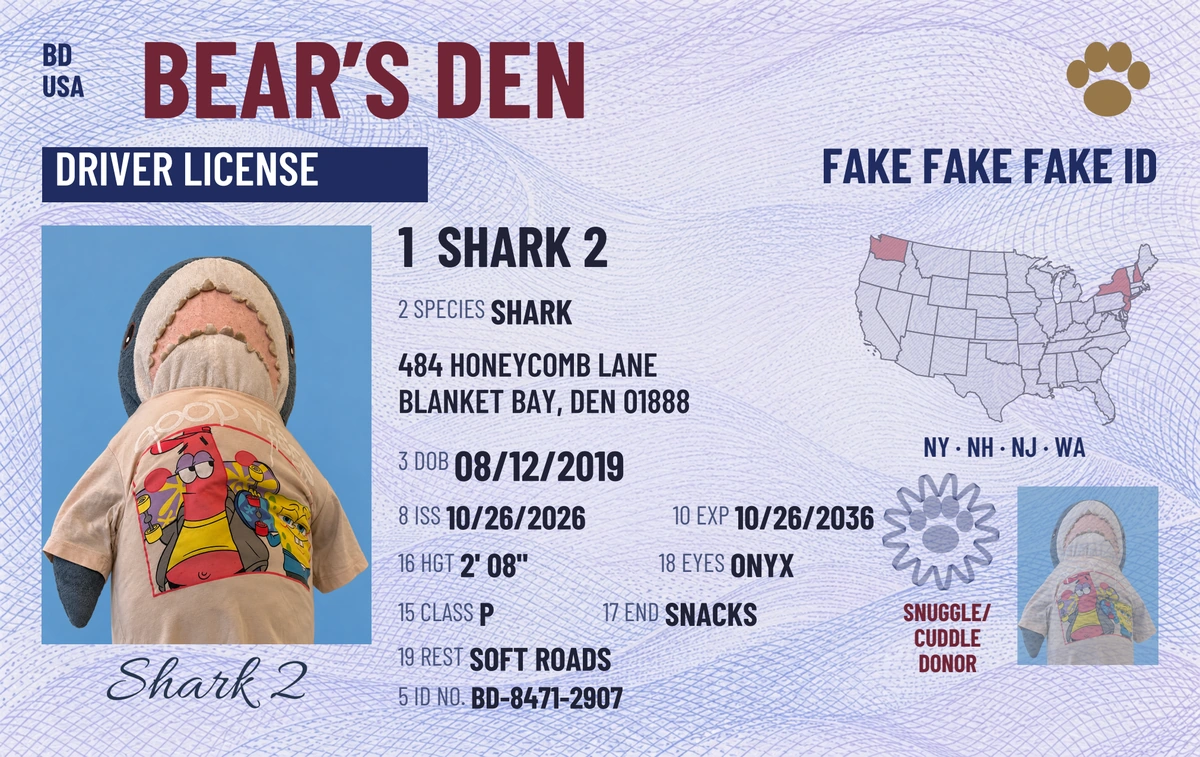 BD
USA
BEAR'S DEN
DRIVER LICENSE
FAKE FAKE FAKE ID
1 SHARK 2
2 SPECIES SHARK
484 HONEYCOMB LANE
BLANKET BAY, DEN 01888
3 DOB 08/12/2019
8 ISS 10/26/2026 10 EXP 10/26/2036
16 HGT 2' 08"
18 EYES ONYX
15 CLASS P
17 END SNACKS
19 REST SOFT ROADS
5 ID NO. BD-8471-2907
NY · NH · NJ · WA
SNUGGLE/
CUDDLE
DONOR
Shark 2
GOOD